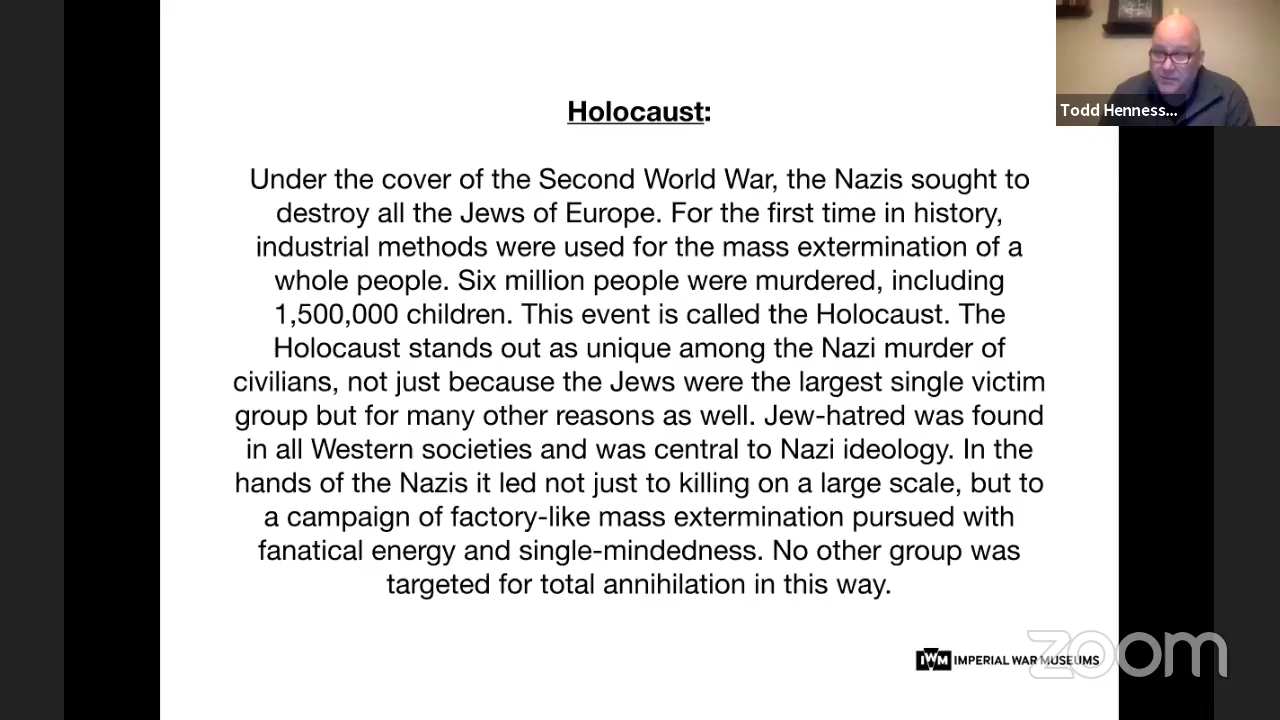 Holocaust:
Under the cover of the Second World War, the Nazis sought to
destroy all the Jews of Europe. For the first time in history,
industrial methods were used for the mass extermination of a
whole people. Six million people were murdered, including
1,500,000 children. This event is called the Holocaust. The
Holocaust stands out as unique among the Nazi murder of
civilians, not just because the Jews were the largest single victim
group but for many other reasons as well. Jew-hatred was found
in all Western societies and was central to Nazi ideology. In the
hands of the Nazis it led not just to killing on a large scale, but to
a campaign of factory-like mass extermination pursued with
fanatical energy and single-mindedness. No other group was
targeted for total annihilation in this way.
IWM IMPERIAL WAR MUSEUMS
zoom
Todd Henness...